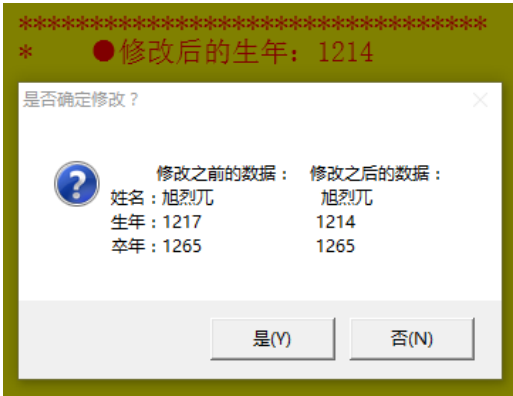 *********************************
* ●修改后的生年: 1214
是否确定修改？
修改之前的数据： 修改之后的数据：
姓名：旭烈兀 旭烈兀
生年：1217 1214
卒年：1265 1265
是(Y) 否(N)